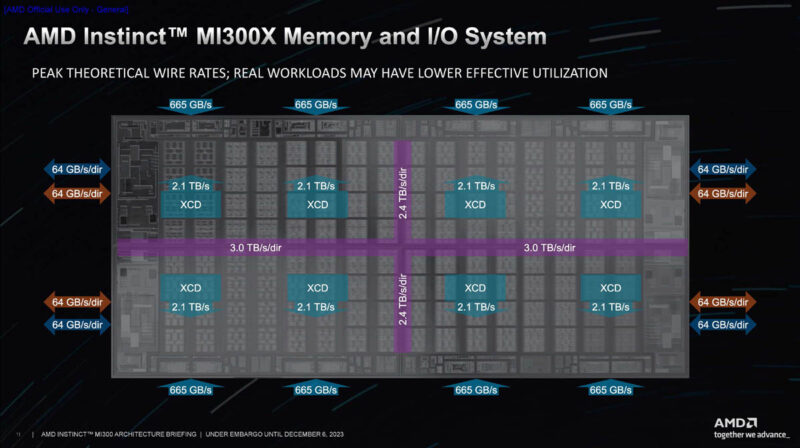 [AMD Official Use Only - General]
AMD Instinct™ MI300X Memory and I/O System
PEAK THEORETICAL WIRE RATES; REAL WORKLOADS MAY HAVE LOWER EFFECTIVE UTILIZATION
665 GB/s 665 GB/s 665 GB/s 665 GB/s
64 GB/s/dir 64 GB/s/dir
2.1 TB/s 2.1 TB/s 2.4 TB/s/dir 2.1 TB/s 2.1 TB/s
64 GB/s/dir 64 GB/s/dir
XCD XCD XCD XCD
3.0 TB/s/dir 3.0 TB/s/dir
XCD XCD XCD XCD
64 GB/s/dir 64 GB/s/dir
2.1 TB/s 2.1 TB/s 2.4 TB/s/dir 2.1 TB/s 2.1 TB/s
64 GB/s/dir 64 GB/s/dir
665 GB/s 665 GB/s 665 GB/s 665 GB/s
AMD INSTINCT™ MI300 ARCHITECTURE BRIEFING | UNDER EMBARGO UNTIL DECEMBER 6, 2023
AMD
together we advance_